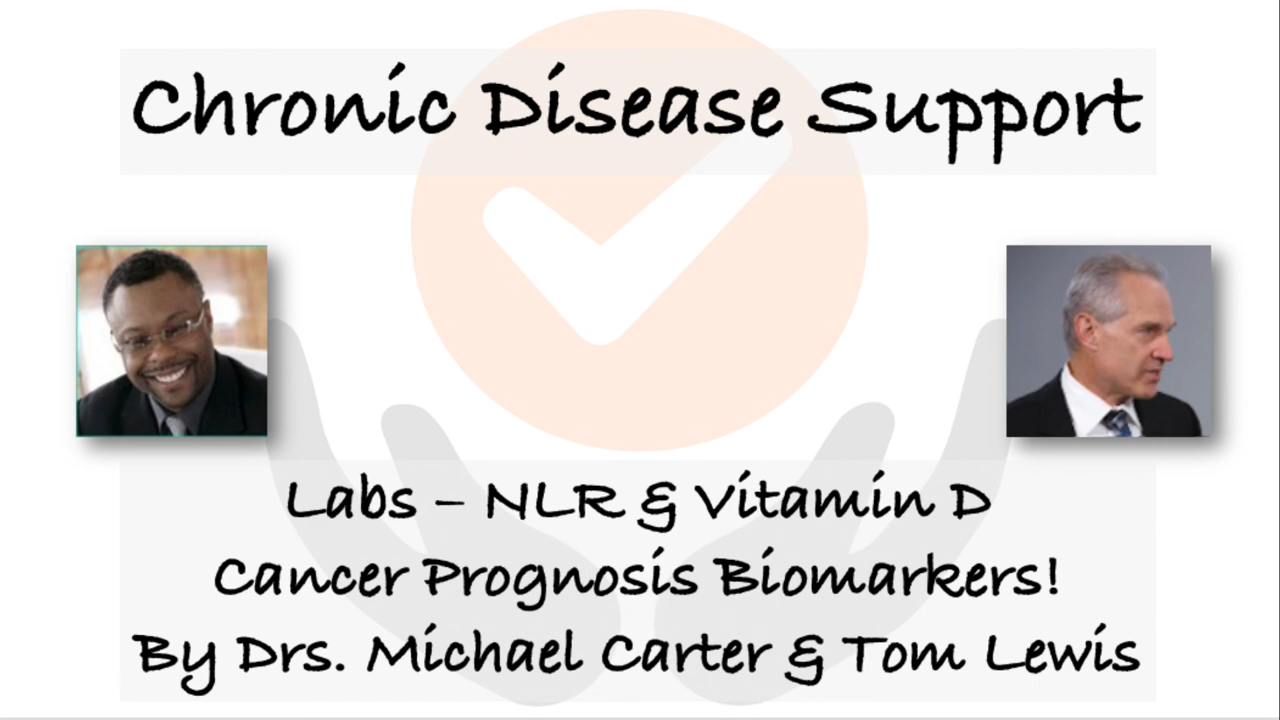 Chronic Disease Support
Labs – NLR & Vitamin D
Cancer Prognosis Biomarkers!
By Drs. Michael Carter & Tom Lewis